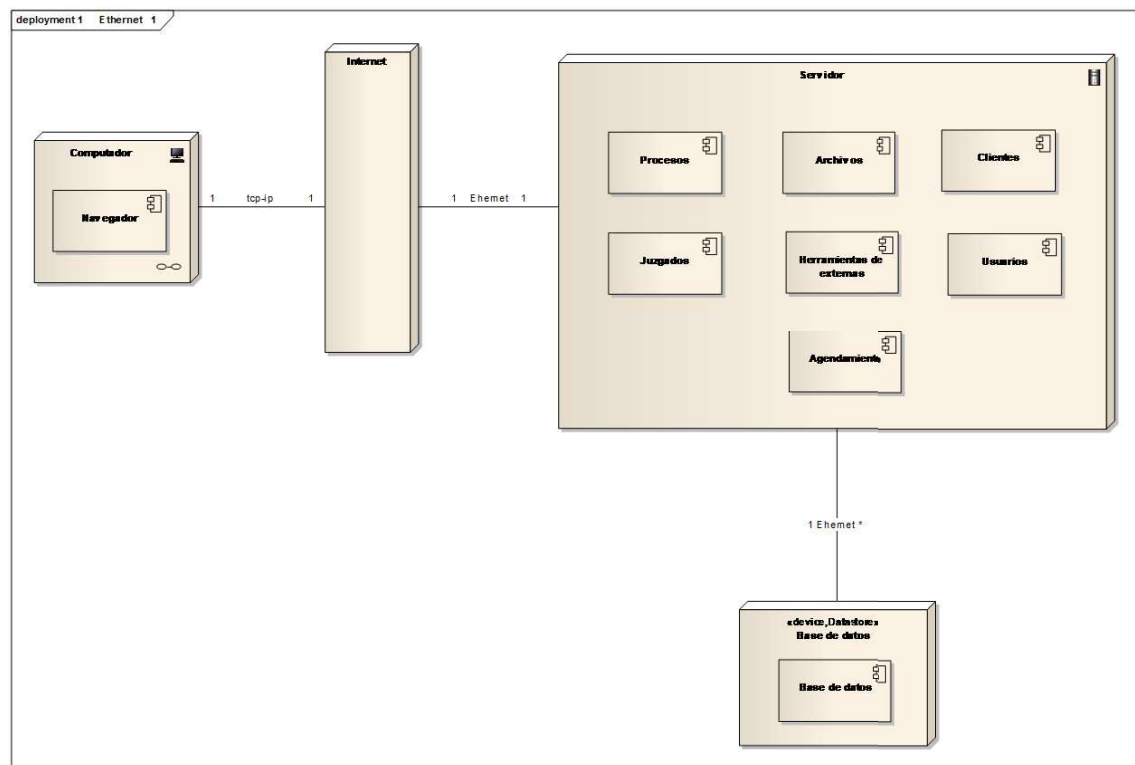 deployment 1 Ethernet 1
Internet
Servidor
Computador
Navegador
1 tcp-ip 1
1 Ehernet 1
Procesos
Archivos
Clientes
Juzgados
Herramientas de
externas
Usuarios
Agendamiento
1 Ehernet *
«device,Datastore»
Base de datos
Base de datos